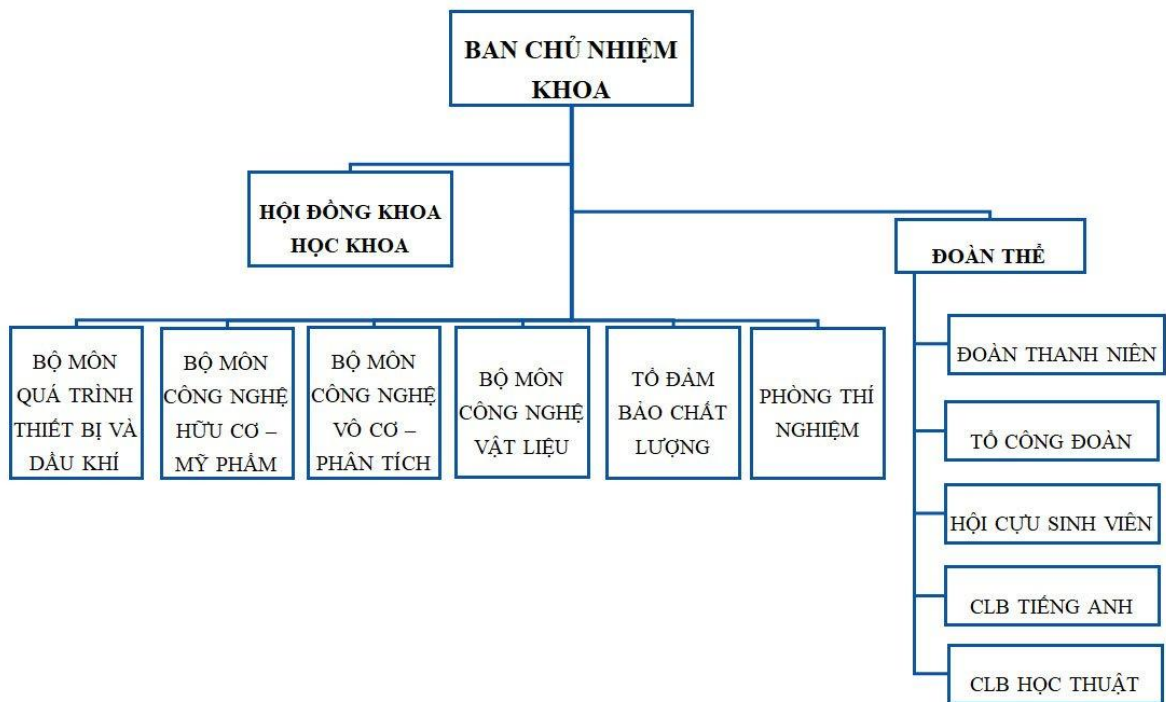 BAN CHỦ NHIỆM
KHOA
HỘI ĐỒNG KHOA
HỌC KHOA
ĐOÀN THỂ
BỘ MÔN
QUÁ TRÌNH
THIẾT BỊ VÀ
DẦU KHÍ
BỘ MÔN
CÔNG NGHỆ
HỮU CƠ –
MỸ PHẨM
BỘ MÔN
CÔNG NGHỆ
VÔ CƠ –
PHÂN TÍCH
BỘ MÔN
CÔNG NGHỆ
VẬT LIỆU
TỔ ĐẢM
BẢO CHẤT
LƯỢNG
PHÒNG THÍ
NGHIỆM
ĐOÀN THANH NIÊN
TỔ CÔNG ĐOÀN
HỘI CỰU SINH VIÊN
CLB TIẾNG ANH
CLB HỌC THUẬT